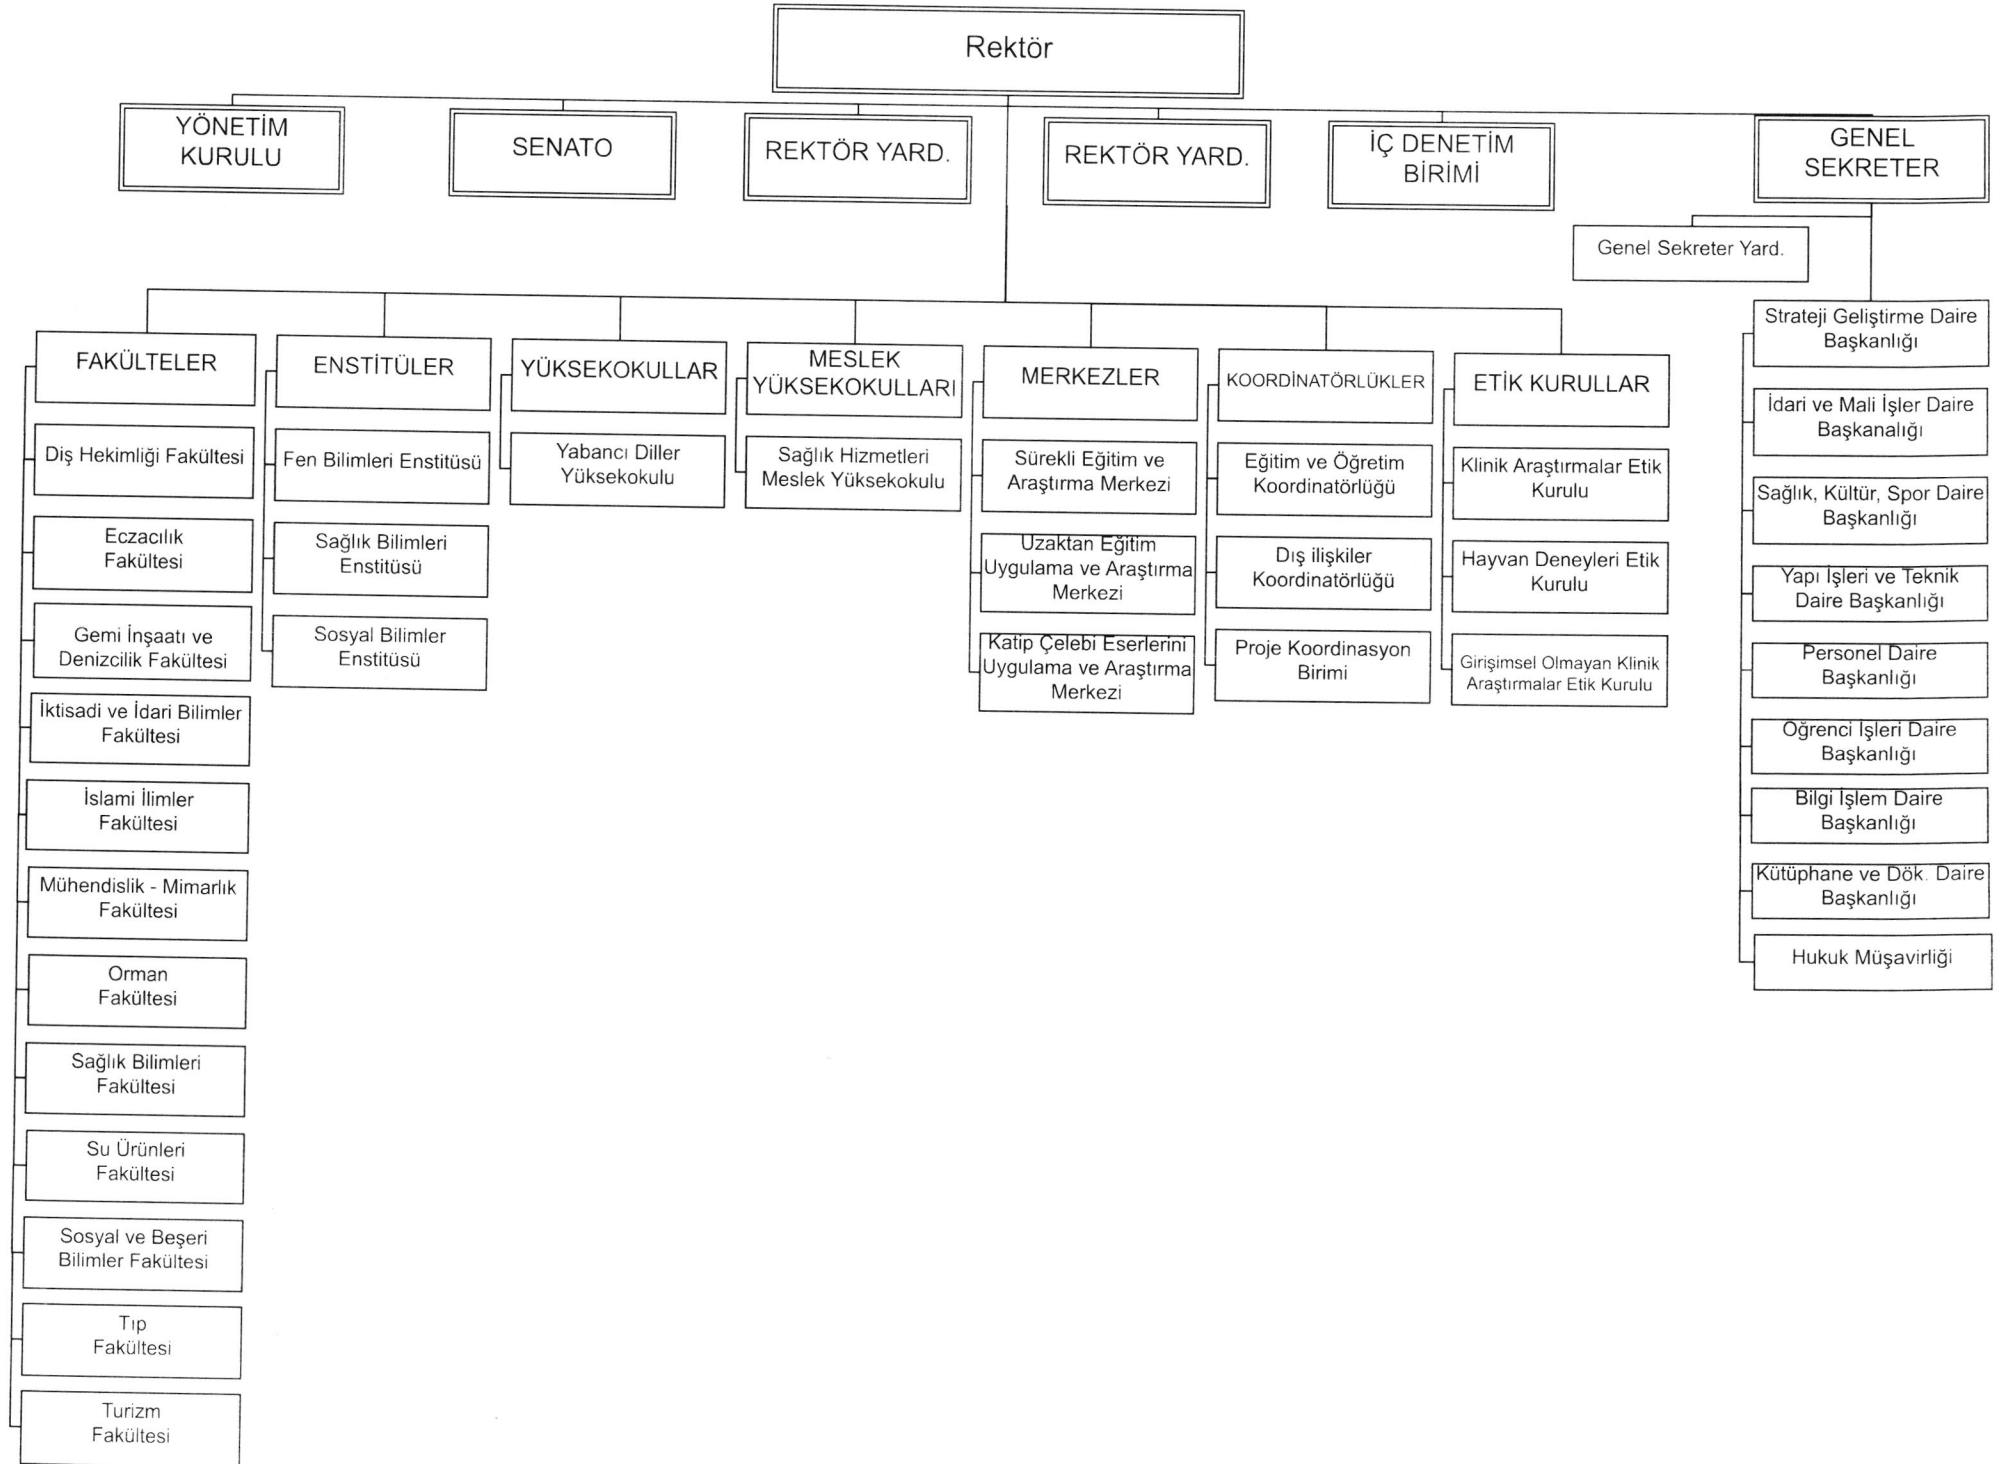 Rektör
YÖNETİM
KURULU
SENATO
REKTÖR YARD.
REKTÖR YARD.
İÇ DENETİM
BİRİMİ
GENEL
SEKRETER
Genel Sekreter Yard.
FAKÜLTELER
Diş Hekimliği Fakültesi
Eczacılık
Fakültesi
Gemi İnşaatı ve
Denizcilik Fakültesi
İktisadi ve İdari Bilimler
Fakültesi
İslami İlimler
Fakültesi
Mühendislik - Mimarlık
Fakültesi
Orman
Fakültesi
Sağlık Bilimleri
Fakültesi
Su Ürünleri
Fakültesi
Sosyal ve Beşeri
Bilimler Fakültesi
Tıp
Fakültesi
Turizm
Fakültesi
ENSTİTÜLER
Fen Bilimleri Enstitüsü
Sağlık Bilimleri
Enstitüsü
Sosyal Bilimler
Enstitüsü
YÜKSEKOKULLAR
Yabancı Diller
Yüksekokulu
MESLEK
YÜKSEKOKULLARI
Sağlık Hizmetleri
Meslek Yüksekokulu
MERKEZLER
Sürekli Eğitim ve
Araştırma Merkezi
Uzaktan Eğitim
Uygulama ve Araştırma
Merkezi
Katip Çelebi Eserlerini
Uygulama ve Araştırma
Merkezi
KOORDİNATÖRLÜKLER
Eğitim ve Öğretim
Koordinatörlüğü
Dış ilişkiler
Koordinatörlüğü
Proje Koordinasyon
Birimi
ETİK KURULLAR
Klinik Araştırmalar Etik
Kurulu
Hayvan Deneyleri Etik
Kurulu
Girişimsel Olmayan Klinik
Araştırmalar Etik Kurulu
Strateji Geliştirme Daire
Başkanlığı
İdari ve Mali İşler Daire
Başkanalığı
Sağlık, Kültür, Spor Daire
Başkanlığı
Yapı İşleri ve Teknik
Daire Başkanlığı
Personel Daire
Başkanlığı
Öğrenci İşleri Daire
Başkanlığı
Bilgi İşlem Daire
Başkanlığı
Kütüphane ve Dök. Daire
Başkanlığı
Hukuk Müşavirliği